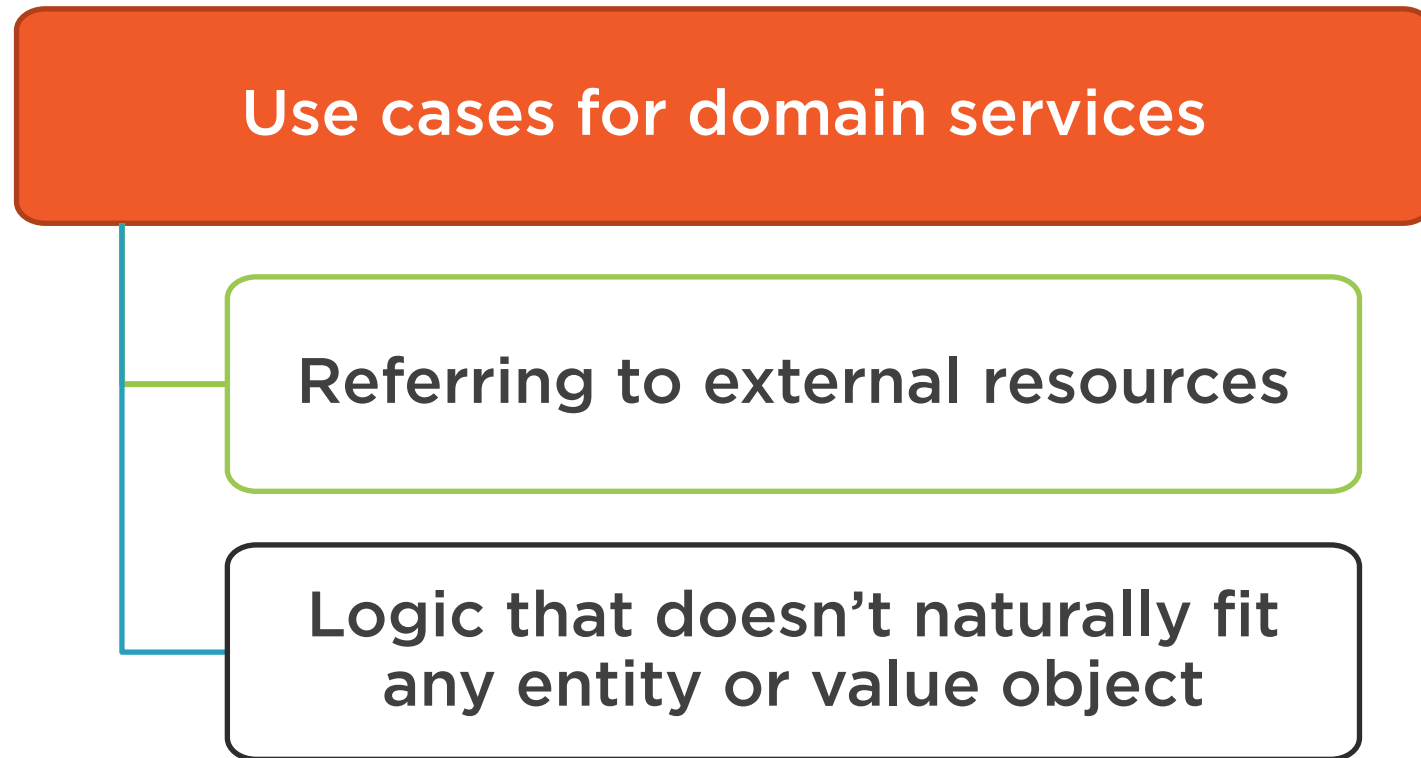 Use cases for domain services
Referring to external resources
Logic that doesn’t naturally fit
any entity or value object